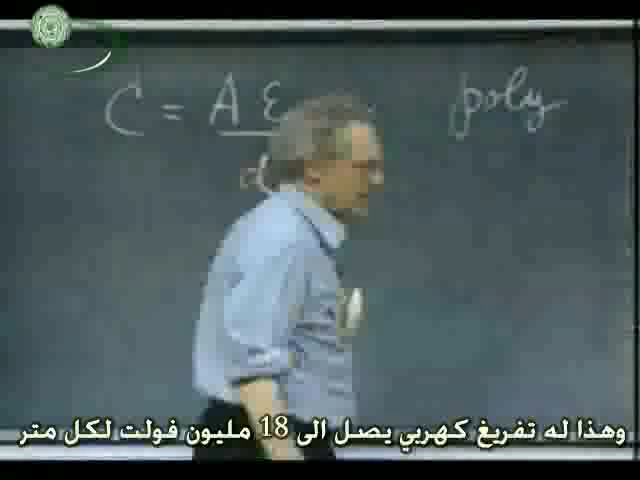 C = A ε poly
d
وهذا له تفريغ كهربي يصل الى 18 مليون فولت لكل متر